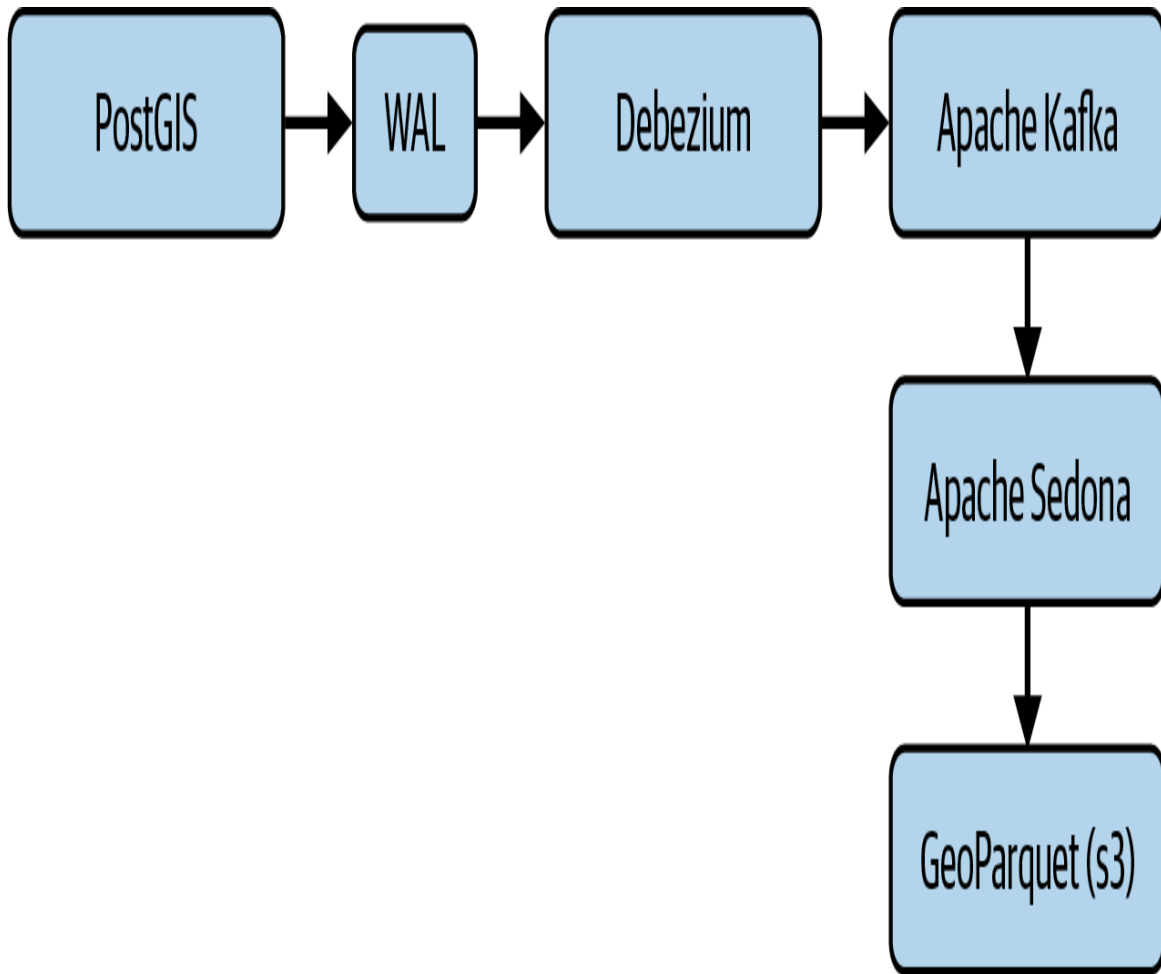 PostGIS
WAL
Debezium
Apache Kafka
Apache Sedona
GeoParquet (s3)